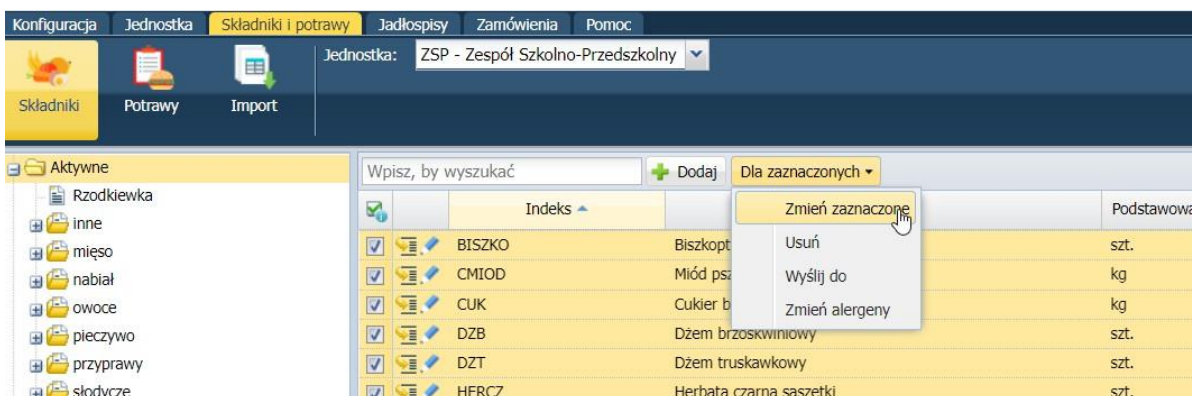 Konfiguracja Jednostka Składniki i potrawy Jadłospisy Zamówienia Pomoc
Jednostka: ZSP - Zespół Szkolno-Przedszkolny
Składniki Potrawy Import
Aktywne
Rzodkiewka
inne
mięso
nabiał
owoce
pieczywo
przyprawy
słodycze
Wpisz, by wyszukać Dodaj Dla zaznaczonych
Zmień zaznaczone
Usuń
Wyślij do
Zmień alergeny
Indeks Podstawowa
BISZKO Biszkopt szt.
CMIOD Miód psz kg
CUK Cukier b kg
DZB Dżem brzoskwiniowy szt.
DZT Dżem truskawkowy szt.
HERCZ Herbata czarna saszetki szt.